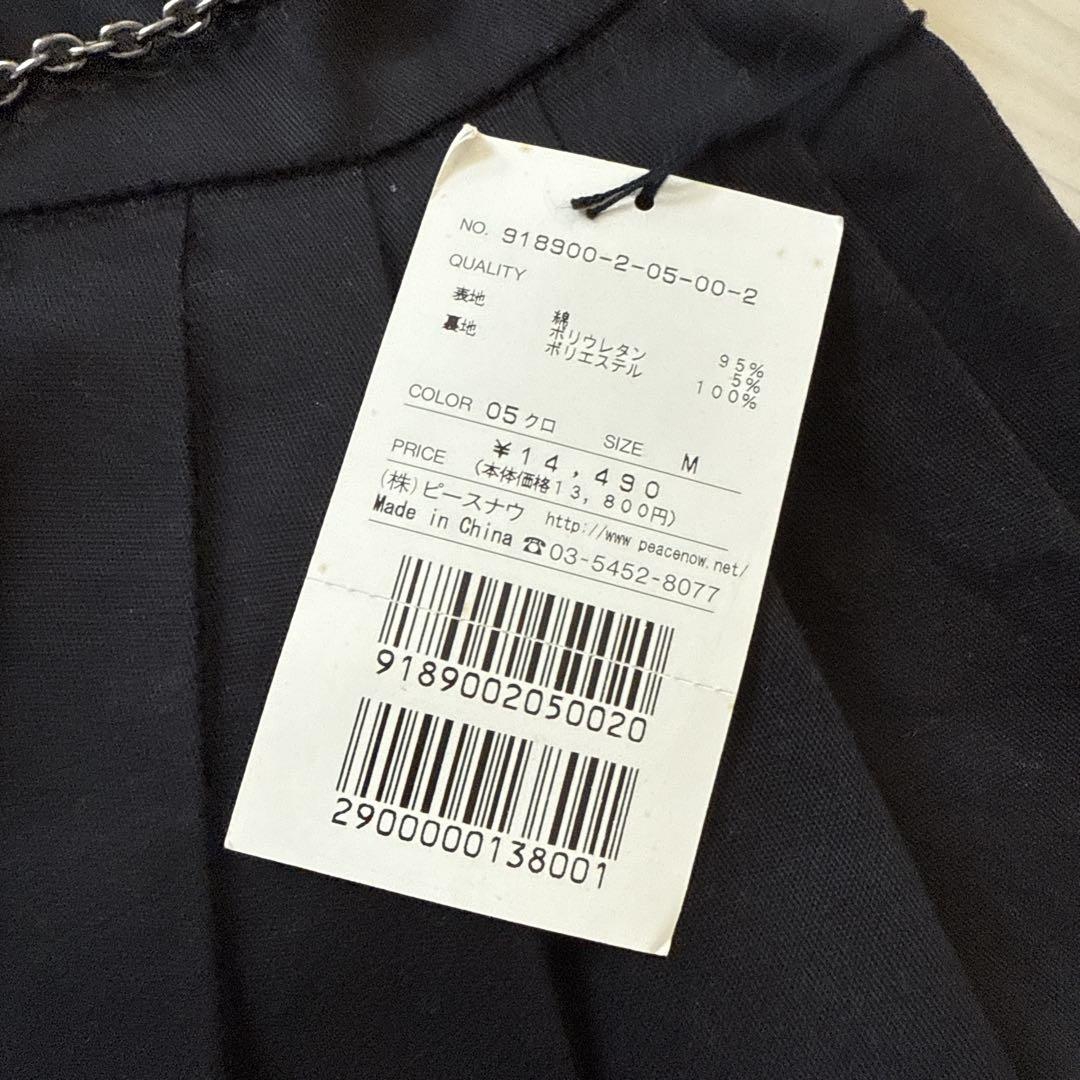 NO. 918900-2-05-00-2
QUALITY
表地 綿 95%
ポリウレタン 5%
裏地 ポリエステル 100%
COLOR 05クロ SIZE M
PRICE ¥14,490
(本体価格13,800円)
(株)ピースナウ http://www peacenow.net/
Made in China ☎03-5452-8077
9189002050020
2900000138001